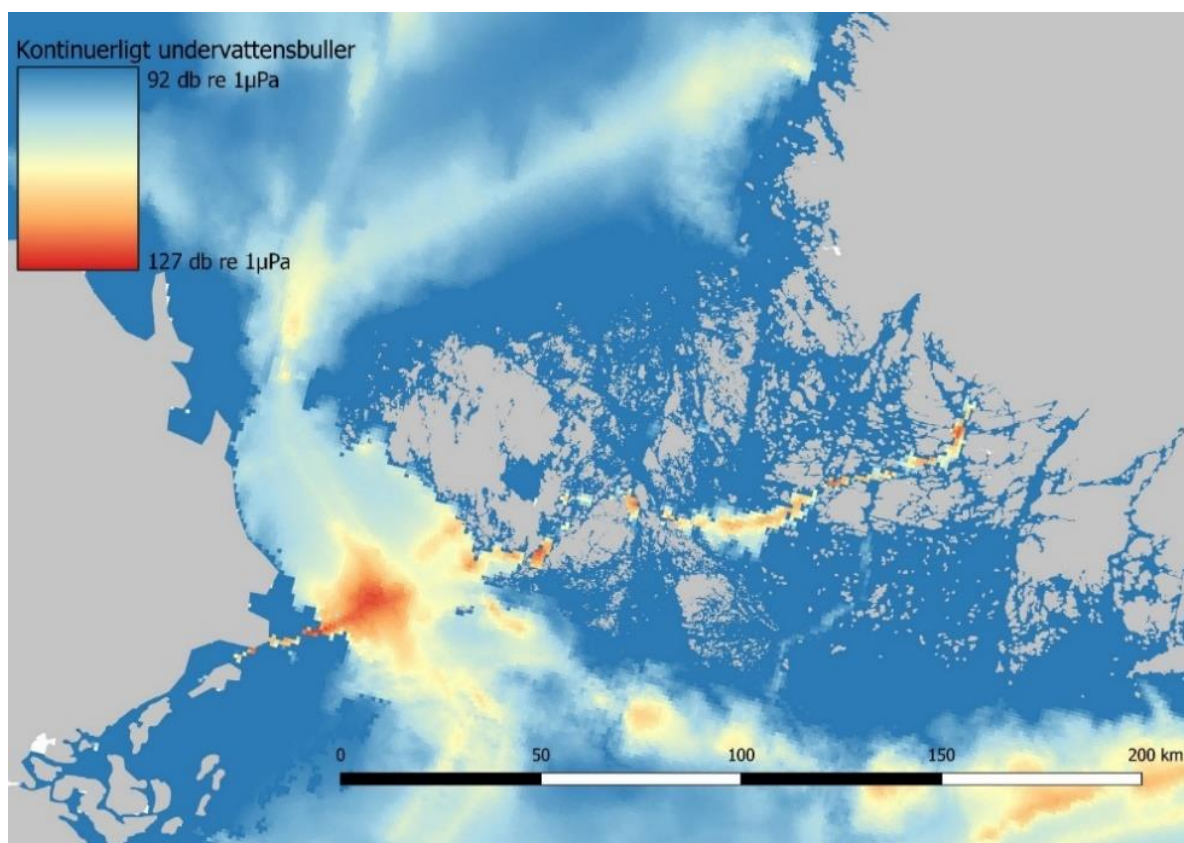 Kontinuerligt undervattensbuller
92 db re 1µPa
127 db re 1µPa
0 50 100 150 200 km